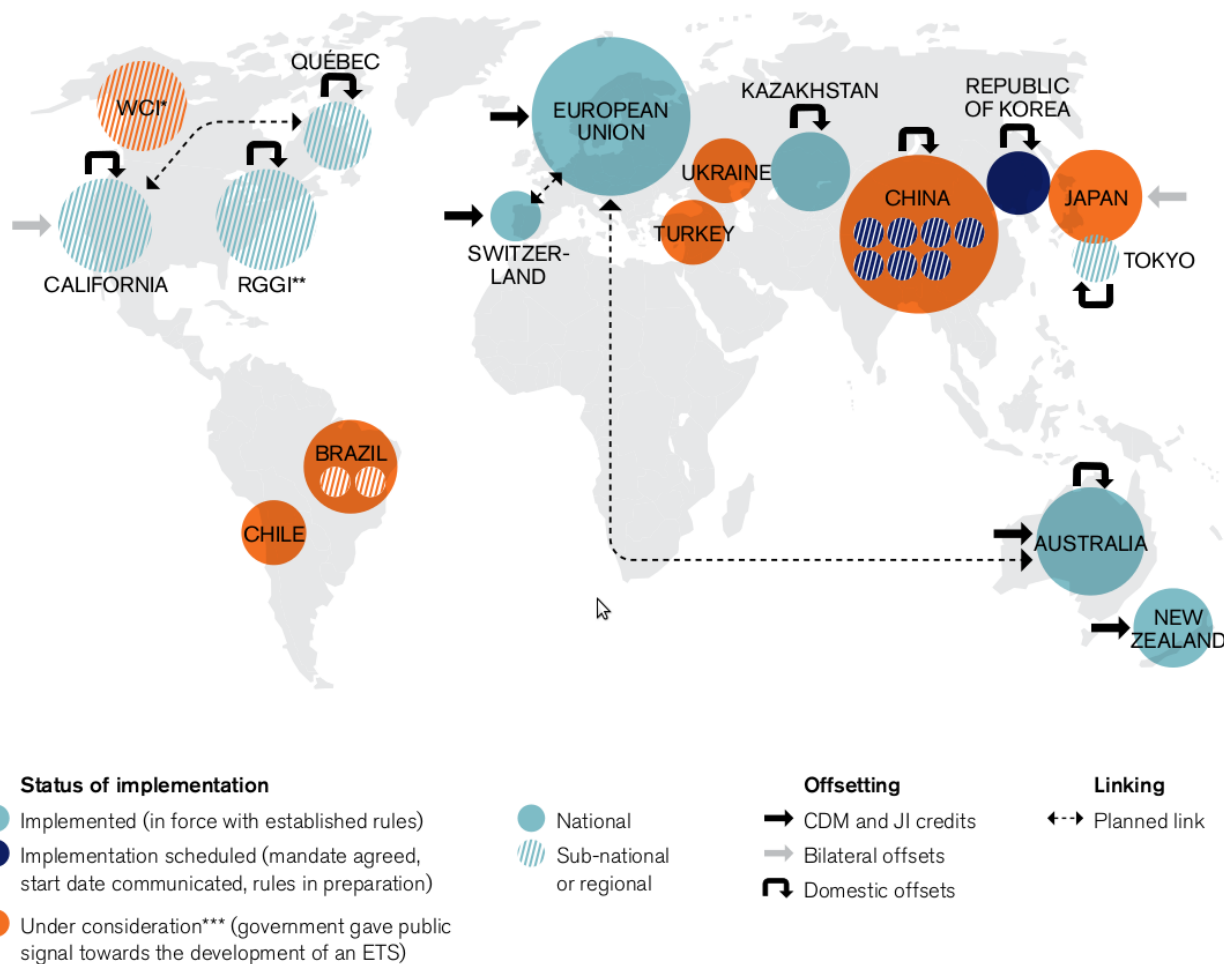 QUÉBEC
WCI*
CALIFORNIA
RGGI**
EUROPEAN
UNION
SWITZER-
LAND
UKRAINE
TURKEY
KAZAKHSTAN
REPUBLIC
OF KOREA
CHINA
JAPAN
TOKYO
BRAZIL
CHILE
AUSTRALIA
NEW
ZEALAND
Status of implementation
Implemented (in force with established rules)
Implementation scheduled (mandate agreed,
start date communicated, rules in preparation)
Under consideration*** (government gave public
signal towards the development of an ETS)
National
Sub-national
or regional
Offsetting
CDM and JI credits
Bilateral offsets
Domestic offsets
Linking
Planned link